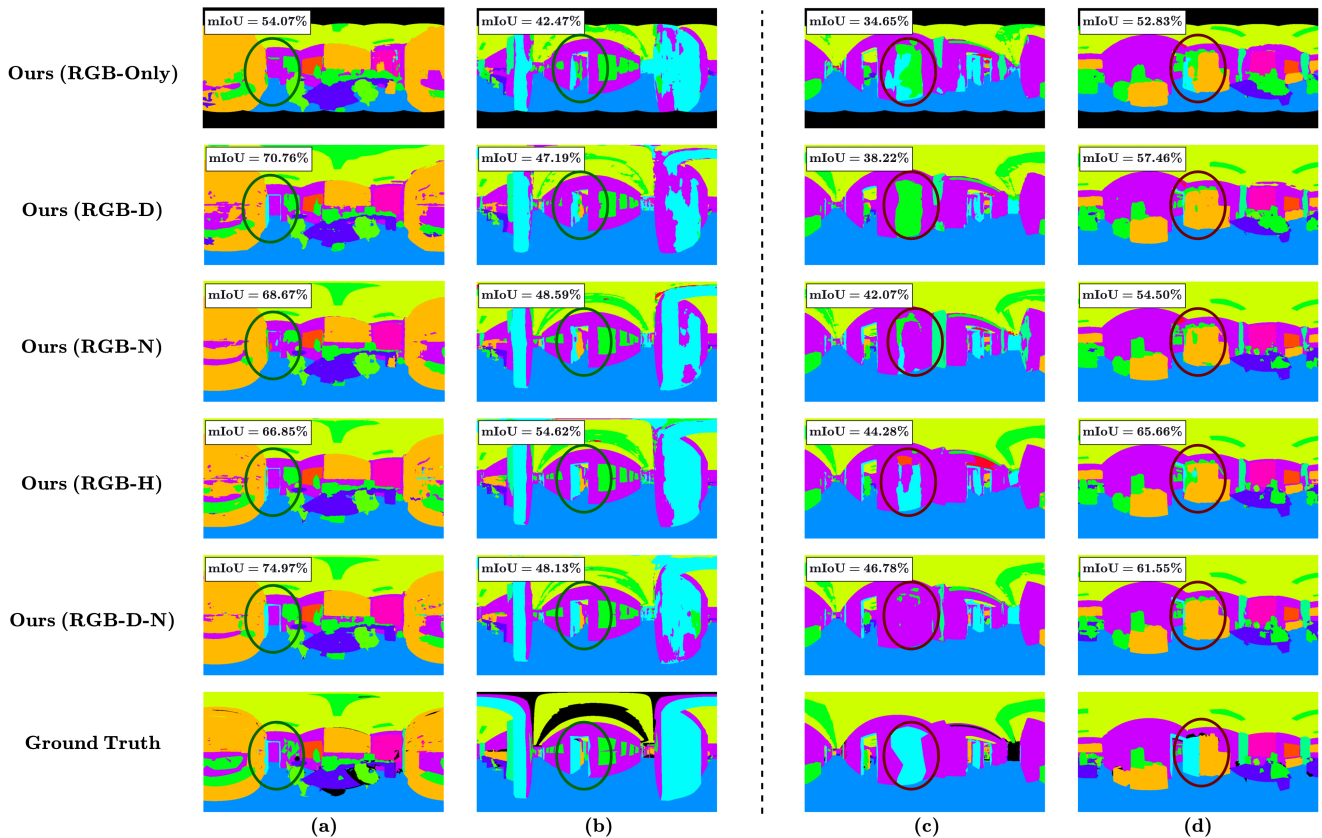 Ours (RGB-Only) mIoU = 54.07% mIoU = 42.47% mIoU = 34.65% mIoU = 52.83%
Ours (RGB-D) mIoU = 70.76% mIoU = 47.19% mIoU = 38.22% mIoU = 57.46%
Ours (RGB-N) mIoU = 68.67% mIoU = 48.59% mIoU = 42.07% mIoU = 54.50%
Ours (RGB-H) mIoU = 66.85% mIoU = 54.62% mIoU = 44.28% mIoU = 65.66%
Ours (RGB-D-N) mIoU = 74.97% mIoU = 48.13% mIoU = 46.78% mIoU = 61.55%
Ground Truth
(a) (b) (c) (d)